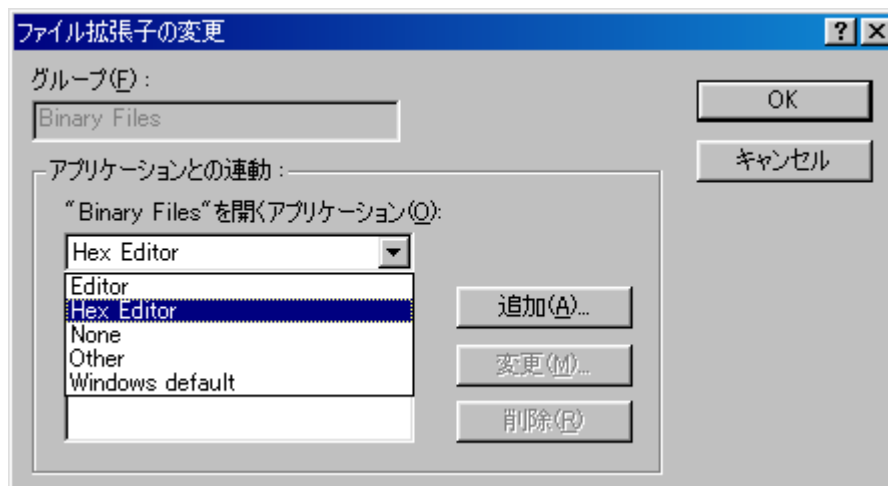 ファイル拡張子の変更
グループ(F) :
Binary Files
OK
キャンセル
アプリケーションとの連動 :
"Binary Files"を開くアプリケーション(O):
Hex Editor
Editor
Hex Editor
None
Other
Windows default
追加(A)...
変更(M)...
削除(R)